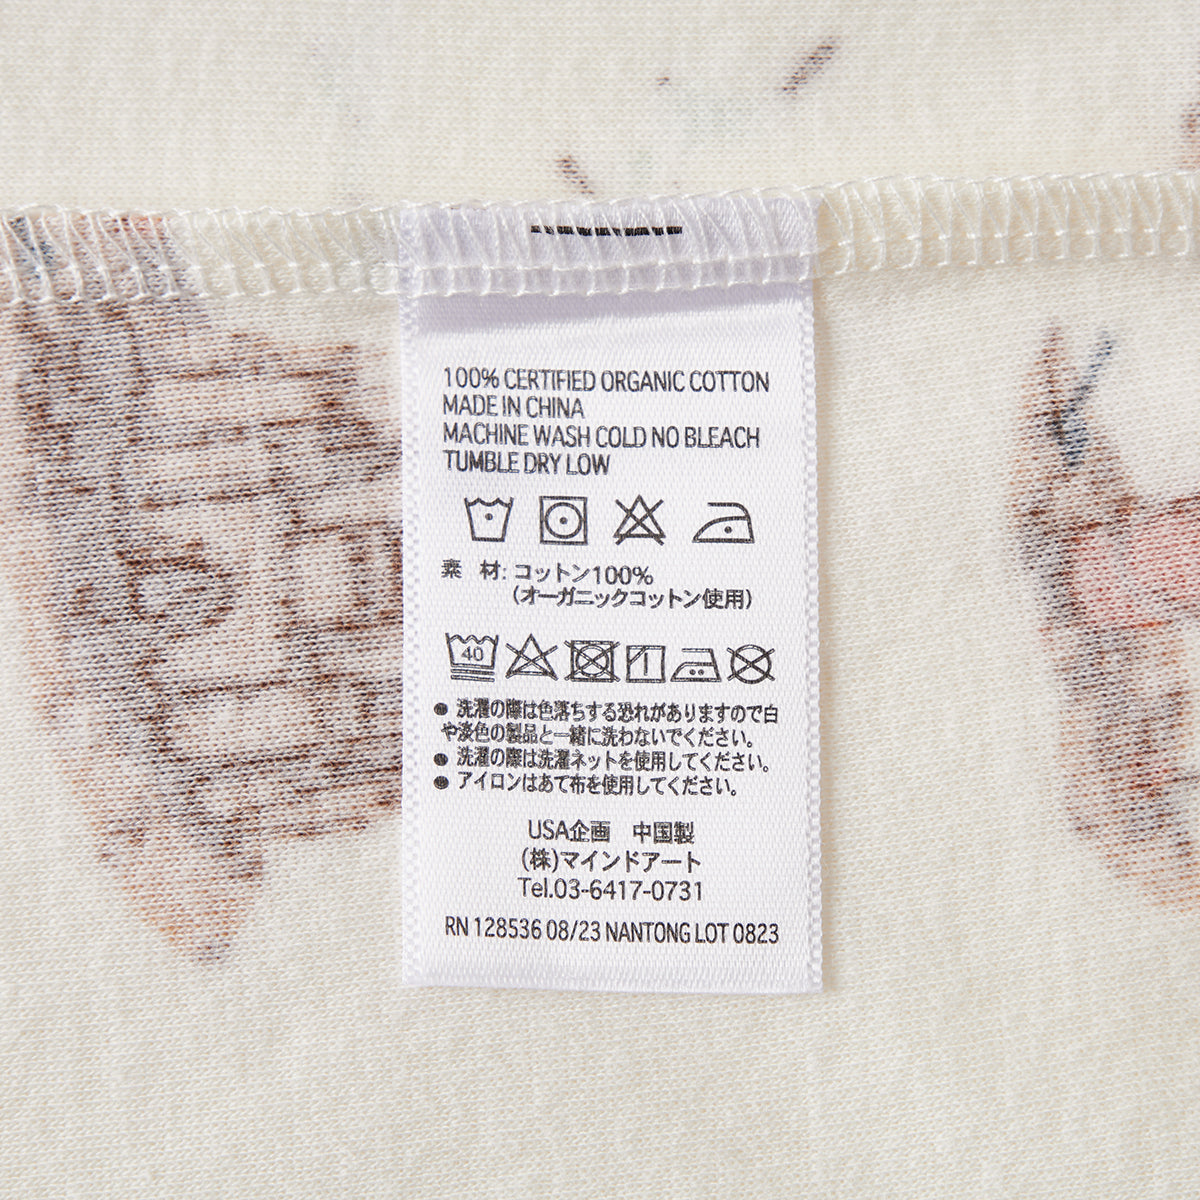 100% CERTIFIED ORGANIC COTTON
MADE IN CHINA
MACHINE WASH COLD NO BLEACH
TUMBLE DRY LOW
素 材: コットン100%
(オーガニックコットン使用)
40
● 洗濯の際は色落ちする恐れがありますので白
や淡色の製品と一緒に洗わないでください。
● 洗濯の際は洗濯ネットを使用してください。
● アイロンはあて布を使用してください。
USA企画 中国製
(株)マインドアート
Tel.03-6417-0731
RN 128536 08/23 NANTONG LOT 0823